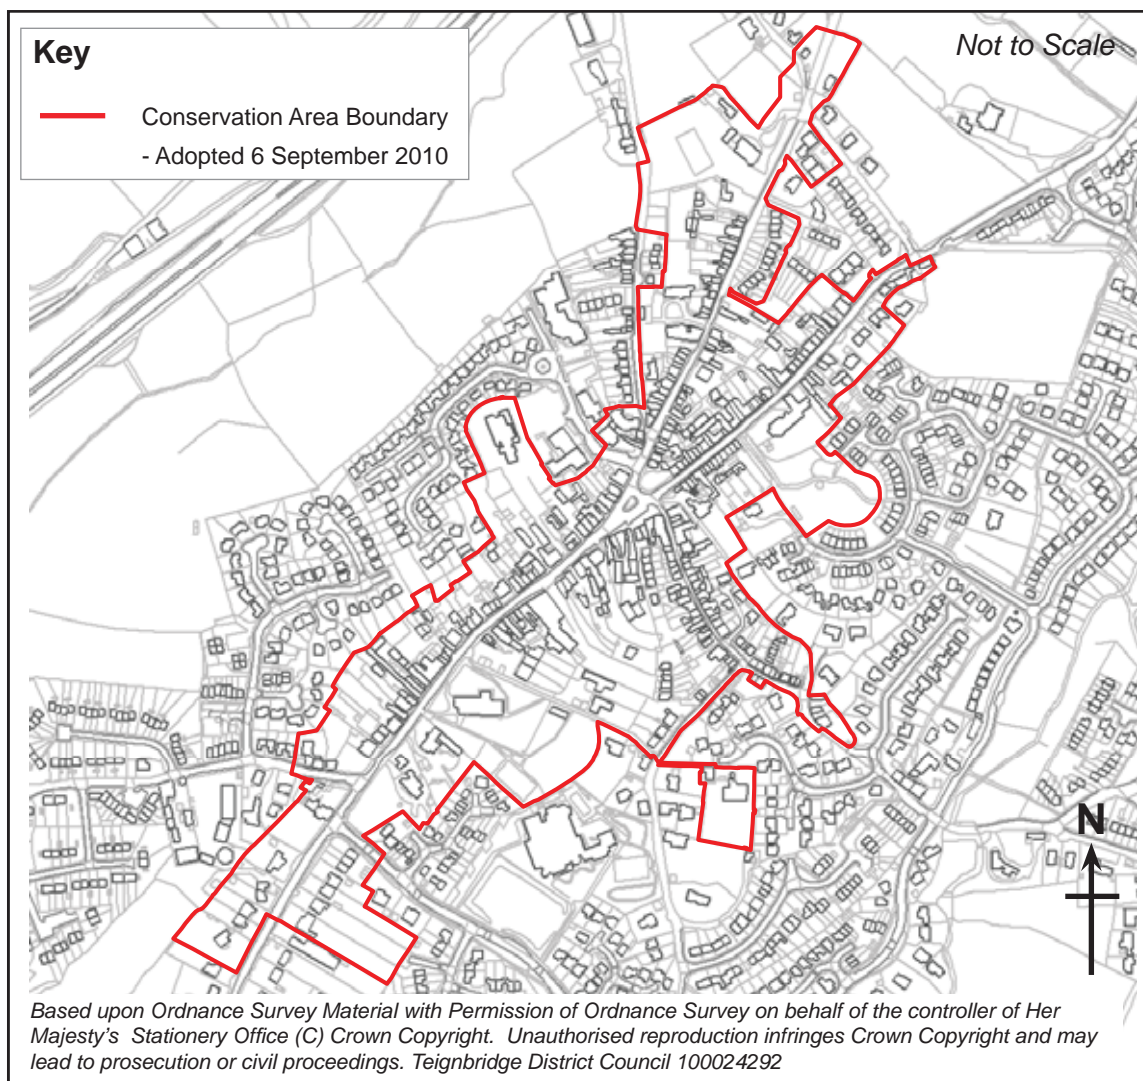 Key
Not to Scale
Conservation Area Boundary
- Adopted 6 September 2010
N
Based upon Ordnance Survey Material with Permission of Ordnance Survey on behalf of the controller of Her
Majesty's Stationery Office (C) Crown Copyright. Unauthorised reproduction infringes Crown Copyright and may
lead to prosecution or civil proceedings. Teignbridge District Council 100024292